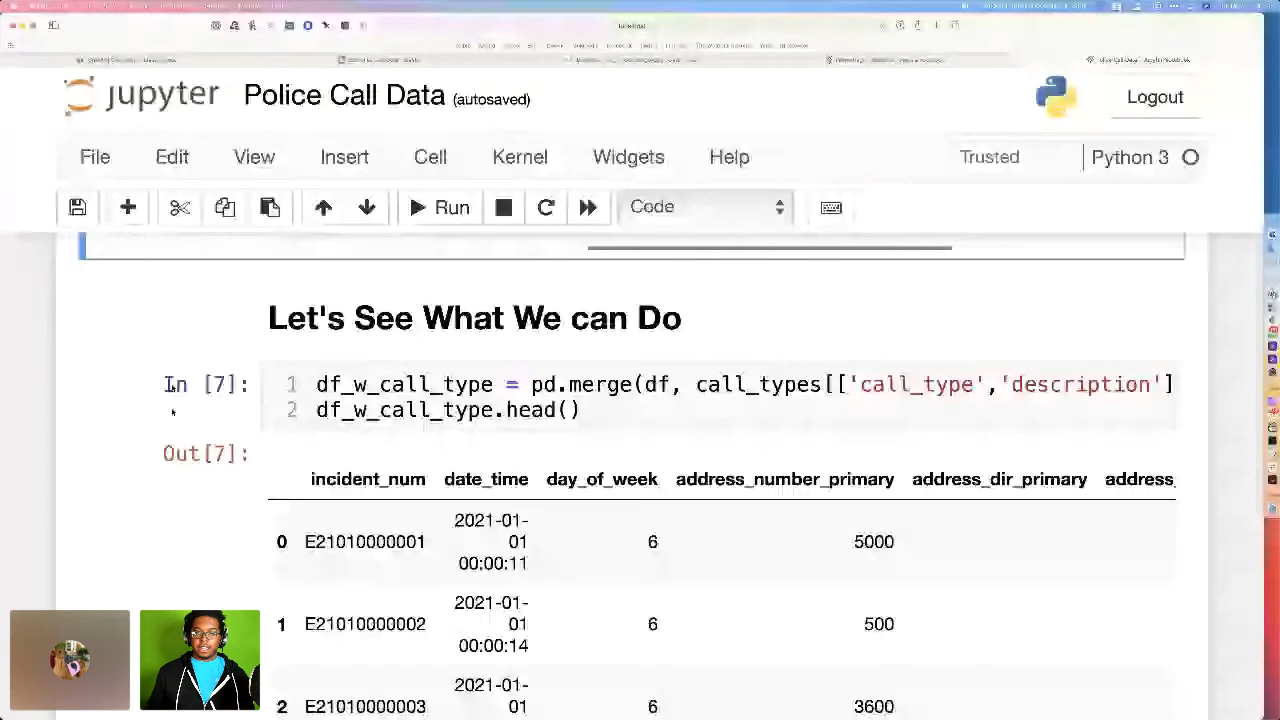 jupyter Police Call Data (autosaved)
Logout
File Edit View Insert Cell Kernel Widgets Help
Trusted Python 3
Run Code
Let's See What We can Do
In [7]:
1 df_w_call_type = pd.merge(df, call_types[['call_type','description']
2 df_w_call_type.head()
Out[7]:
incident_num date_time day_of_week address_number_primary address_dir_primary address_
0 E21010000001 2021-01-01 00:00:11 6 5000
1 E21010000002 2021-01-01 00:00:14 6 500
2 E21010000003 2021-01-01 6 3600